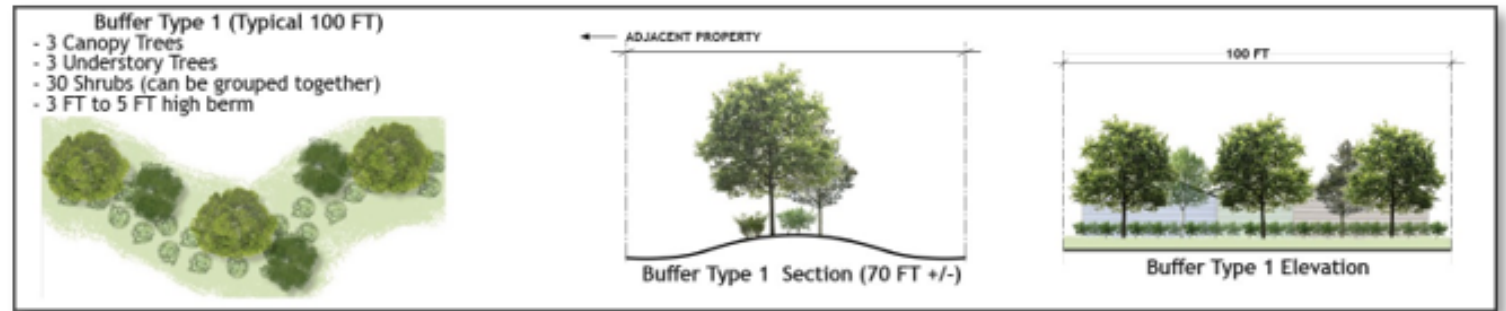 Buffer Type 1 (Typical 100 FT)
- 3 Canopy Trees
- 3 Understory Trees
- 30 Shrubs (can be grouped together)
- 3 FT to 5 FT high berm
ADJACENT PROPERTY
Buffer Type 1 Section (70 FT +/-)
100 FT
Buffer Type 1 Elevation